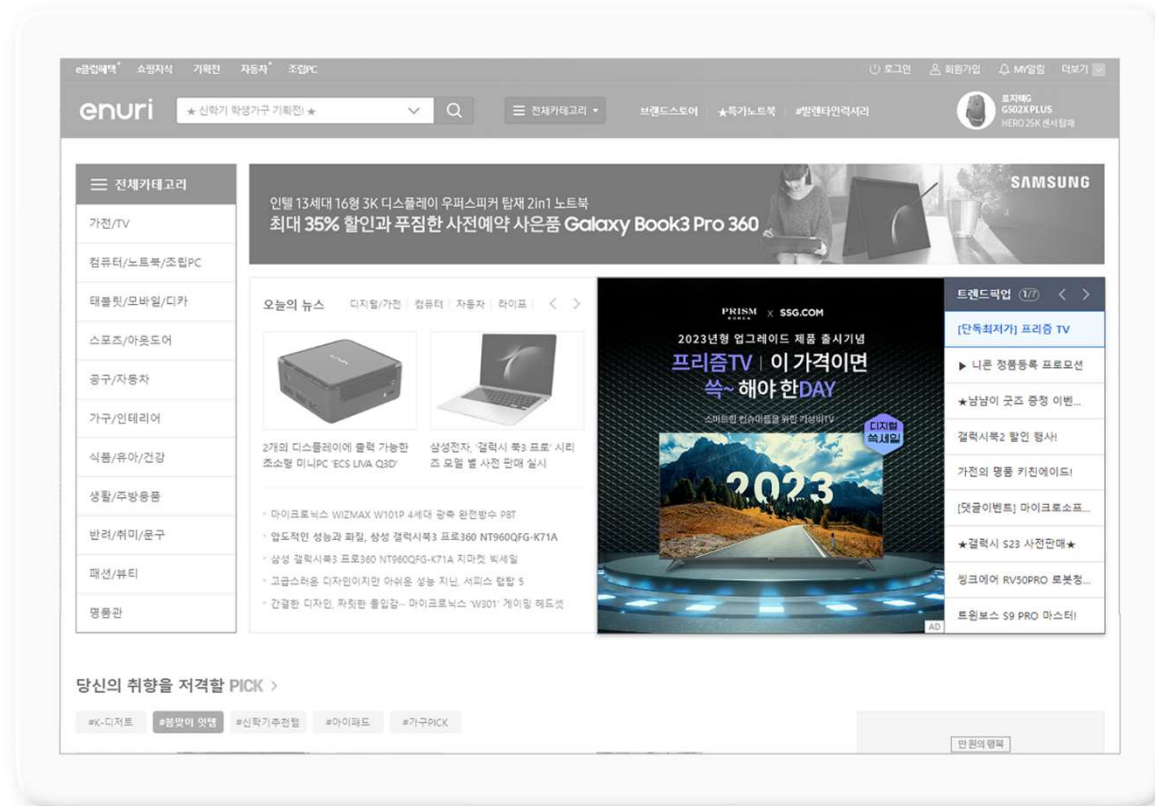 e클럽혜택 쇼핑지식 기획전 자동차 조립PC
로그인 회원가입 MY알림 더보기
enuri
★ 신학기 학생가구 기획전! ★
전체카테고리
브랜드스토어 ★특가노트북 #발렌타인럭셔리
로지텍G
G502X PLUS
HERO 25K 센서 탑재
전체카테고리
가전/TV
컴퓨터/노트북/조립PC
태블릿/모바일/디카
스포츠/아웃도어
공구/자동차
가구/인테리어
식품/유아/건강
생활/주방용품
반려/취미/문구
패션/뷰티
명품관
인텔 13세대 16형 3K 디스플레이 우퍼스피커 탑재 2in1 노트북
최대 35% 할인과 푸짐한 사전예약 사은품 Galaxy Book3 Pro 360
SAMSUNG
오늘의 뉴스 디지털/가전 컴퓨터 자동차 라이프
2개의 디스플레이에 출력 가능한
초소형 미니PC 'ECS LIVA Q3D'
삼성전자, '갤럭시 북3 프로' 시리
즈 모델 별 사전 판매 실시
마이크로닉스 WIZMAX W101P 4세대 광축 완전방수 PBT
압도적인 성능과 화질, 삼성 갤럭시북3 프로360 NT960QFG-K71A
삼성 갤럭시북3 프로360 NT960QFG-K71A 지마켓 빅세일
고급스러운 디자인이지만 아쉬운 성능 지닌, 서피스 랩탑 5
간결한 디자인, 짜릿한 몰입감~ 마이크로닉스 'W301' 게이밍 헤드셋
PRISM KOREA X SSG.COM
2023년형 업그레이드 제품 출시기념
프리즘TV | 이 가격이면
쓱~ 해야 한DAY
스마트한 컨슈머들을 위한 가성비TV
디지털
쓱세일
2023
AD
트렌드픽업 1/7
[단독최저가] 프리즘 TV
▶ 니콘 정품등록 프로모션
★냠냠이 굿즈 증정 이벤...
갤럭시북2 할인 행사!
가전의 명품 키친에이드!
[댓글이벤트] 마이크로소프...
★갤럭시 S23 사전판매★
씽크에어 RV50PRO 로봇청...
트윈보스 S9 PRO 마스터!
당신의 취향을 저격할 PICK >
#K-디저트 #봄맞이 잇템 #신학기추천템 #아이패드 #가구PICK
만원의행복